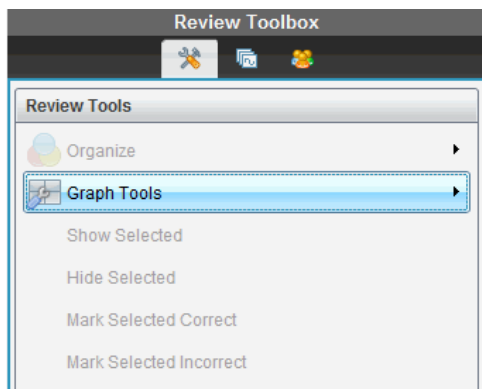 Review Toolbox
Review Tools
Organize
Graph Tools
Show Selected
Hide Selected
Mark Selected Correct
Mark Selected Incorrect